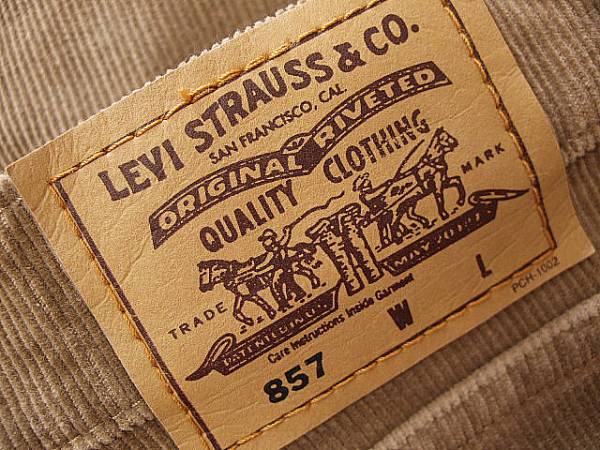 LEVI STRAUSS & CO.
SAN FRANCISCO, CAL.
ORIGINAL RIVETED
QUALITY CLOTHING
TRADE MARK
PATENTED IN U.S. MAY 20 1873
Care Instructions Inside Garment
857 W L
PCH-1002